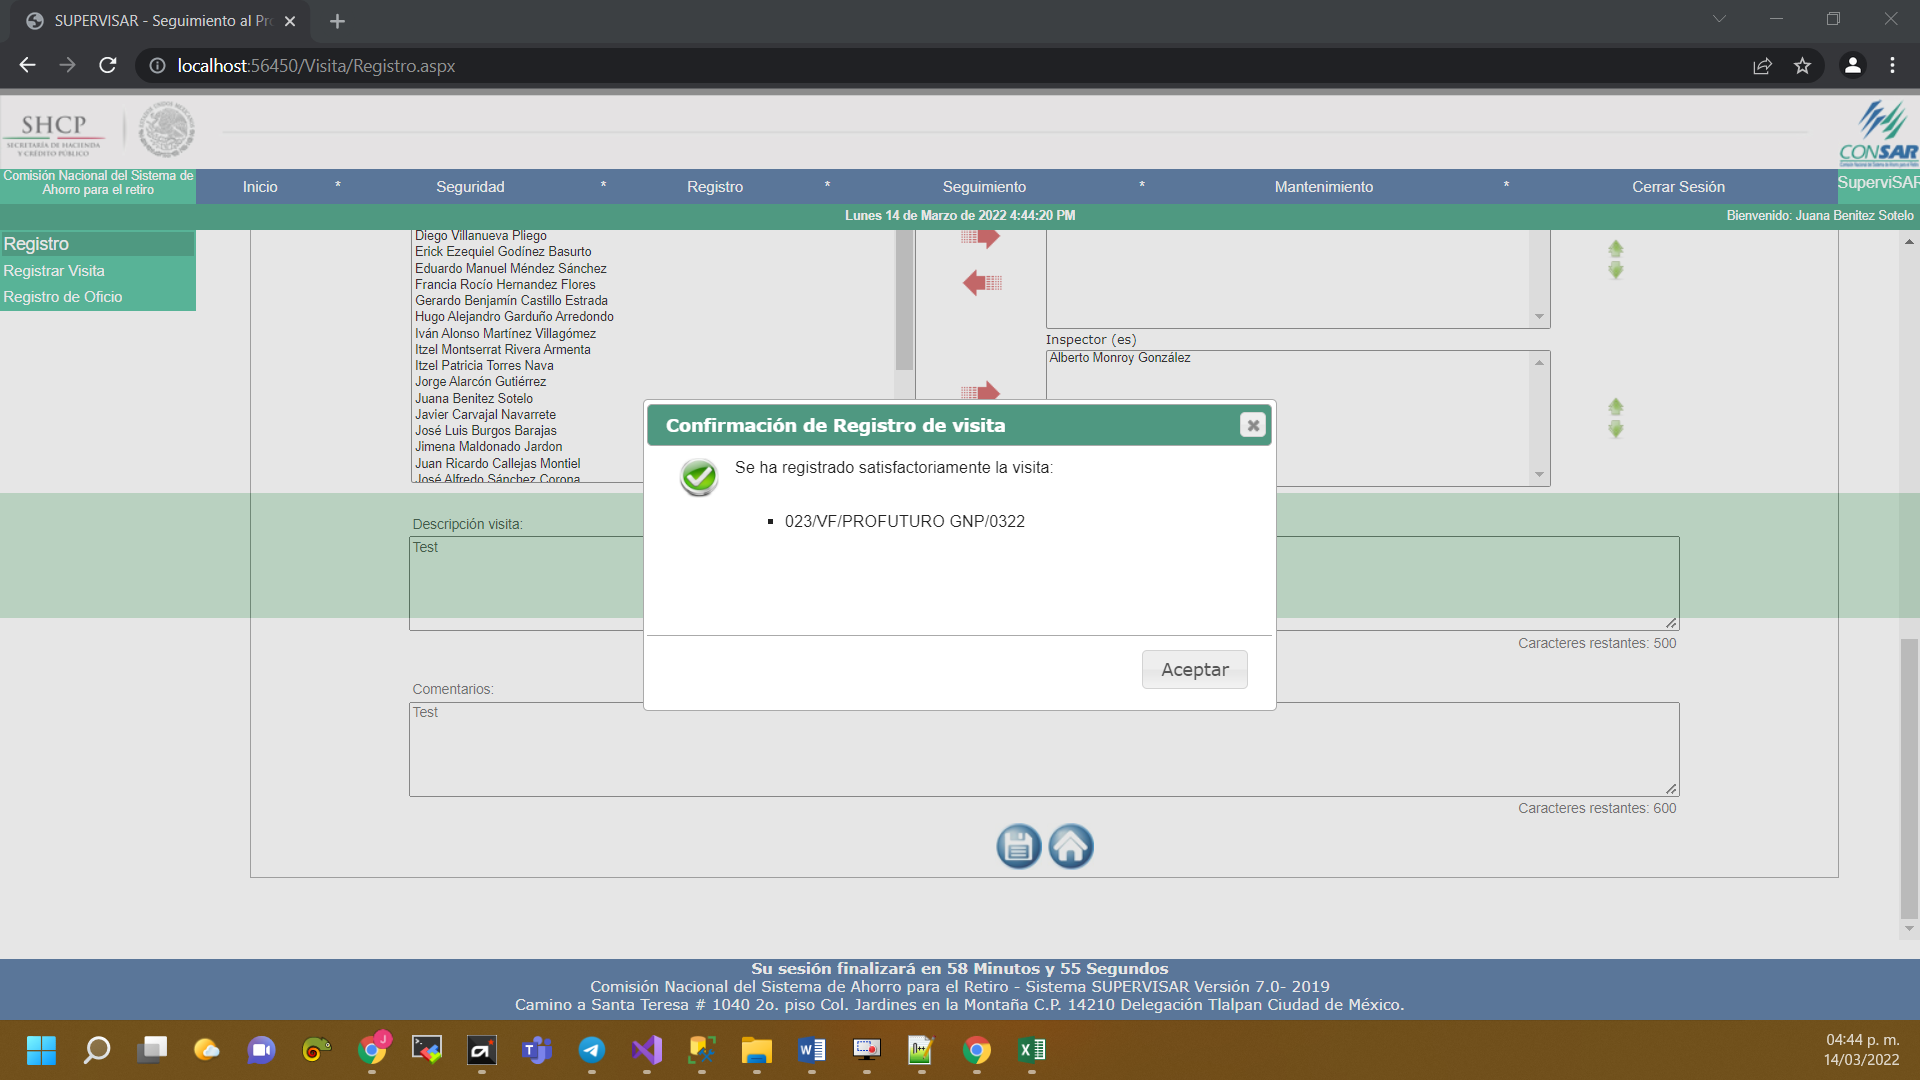 SUPERVISAR - Seguimiento al Pro
localhost:56450/Visita/Registro.aspx
SHCP
SECRETARÍA DE HACIENDA
Y CRÉDITO PÚBLICO
CONSAR
Comisión Nacional del Sistema de
Ahorro para el retiro
Inicio * Seguridad * Registro * Seguimiento * Mantenimiento * Cerrar Sesión
SuperviSAR
Lunes 14 de Marzo de 2022 4:44:20 PM
Bienvenido: Juana Benitez Sotelo
Registro
Registrar Visita
Registro de Oficio
Diego Villanueva Pliego
Erick Ezequiel Godínez Basurto
Eduardo Manuel Méndez Sánchez
Francia Rocío Hernandez Flores
Gerardo Benjamín Castillo Estrada
Hugo Alejandro Garduño Arredondo
Iván Alonso Martínez Villagómez
Itzel Montserrat Rivera Armenta
Itzel Patricia Torres Nava
Jorge Alarcón Gutiérrez
Juana Benitez Sotelo
Javier Carvajal Navarrete
José Luis Burgos Barajas
Jimena Maldonado Jardon
Juan Ricardo Callejas Montiel
José Alfredo Sánchez Corona
Inspector (es)
Alberto Monroy González
Confirmación de Registro de visita
Se ha registrado satisfactoriamente la visita:
023/VF/PROFUTURO GNP/0322
Aceptar
Descripción visita:
Test
Caracteres restantes: 500
Comentarios:
Test
Caracteres restantes: 600
Su sesión finalizará en 58 Minutos y 55 Segundos
Comisión Nacional del Sistema de Ahorro para el Retiro - Sistema SUPERVISAR Versión 7.0- 2019
Camino a Santa Teresa # 1040 2o. piso Col. Jardines en la Montaña C.P. 14210 Delegación Tlalpan Ciudad de México.
04:44 p. m.
14/03/2022